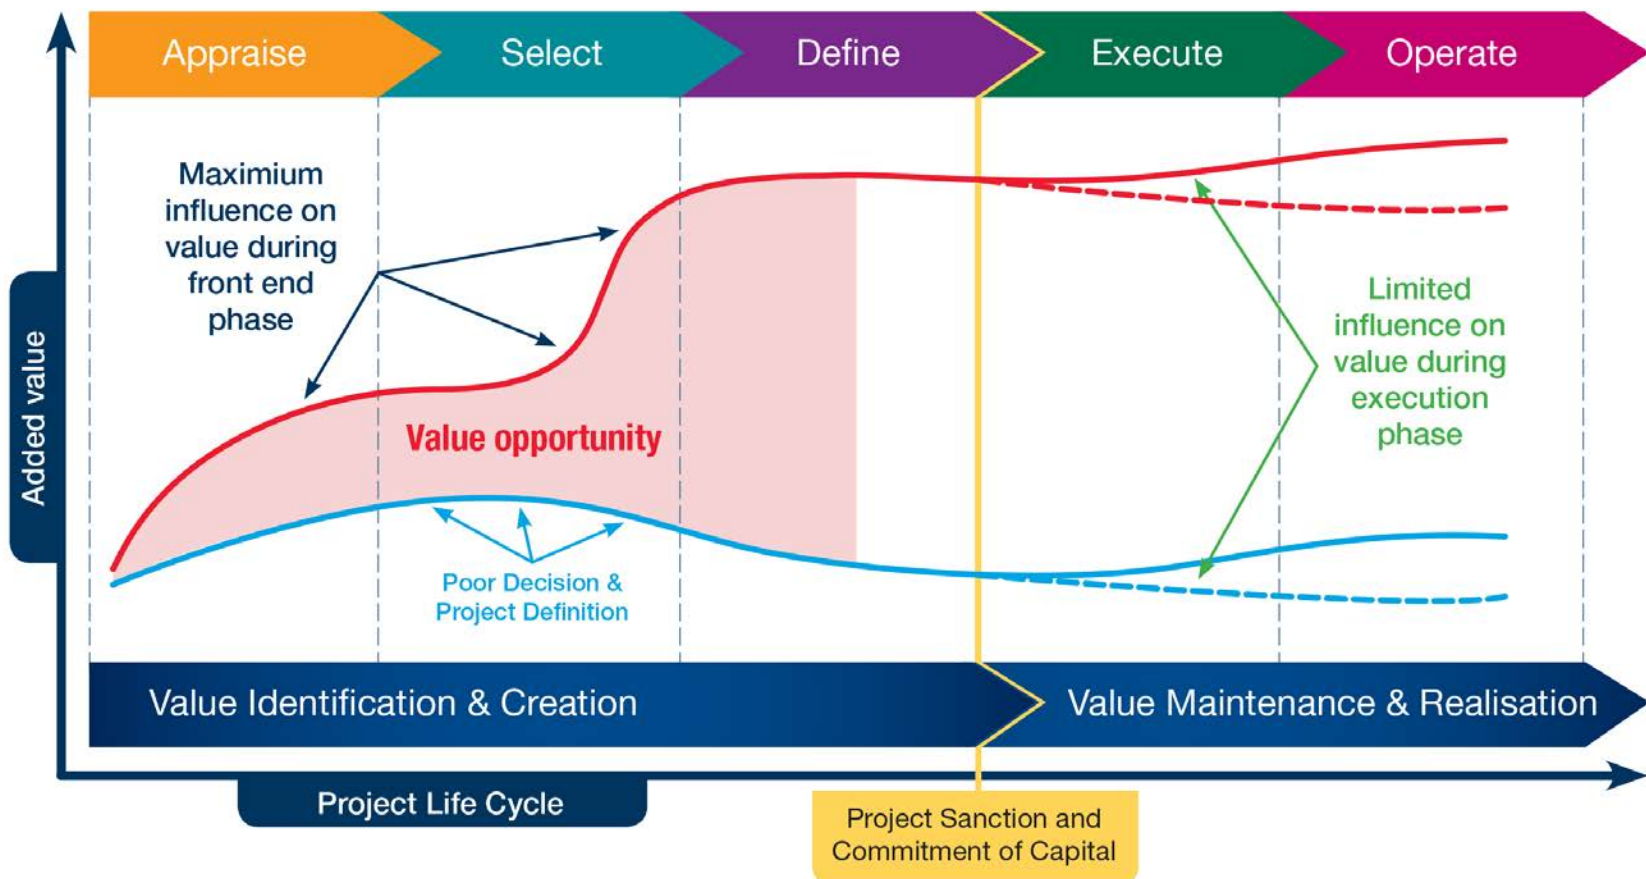 Appraise
Select
Define
Execute
Operate
Maximium
influence on
value during
front end
phase
Limited
influence on
value during
execution
phase
Added value
Value opportunity
Poor Decision &
Project Definition
Value Identification & Creation
Value Maintenance & Realisation
Project Life Cycle
Project Sanction and
Commitment of Capital